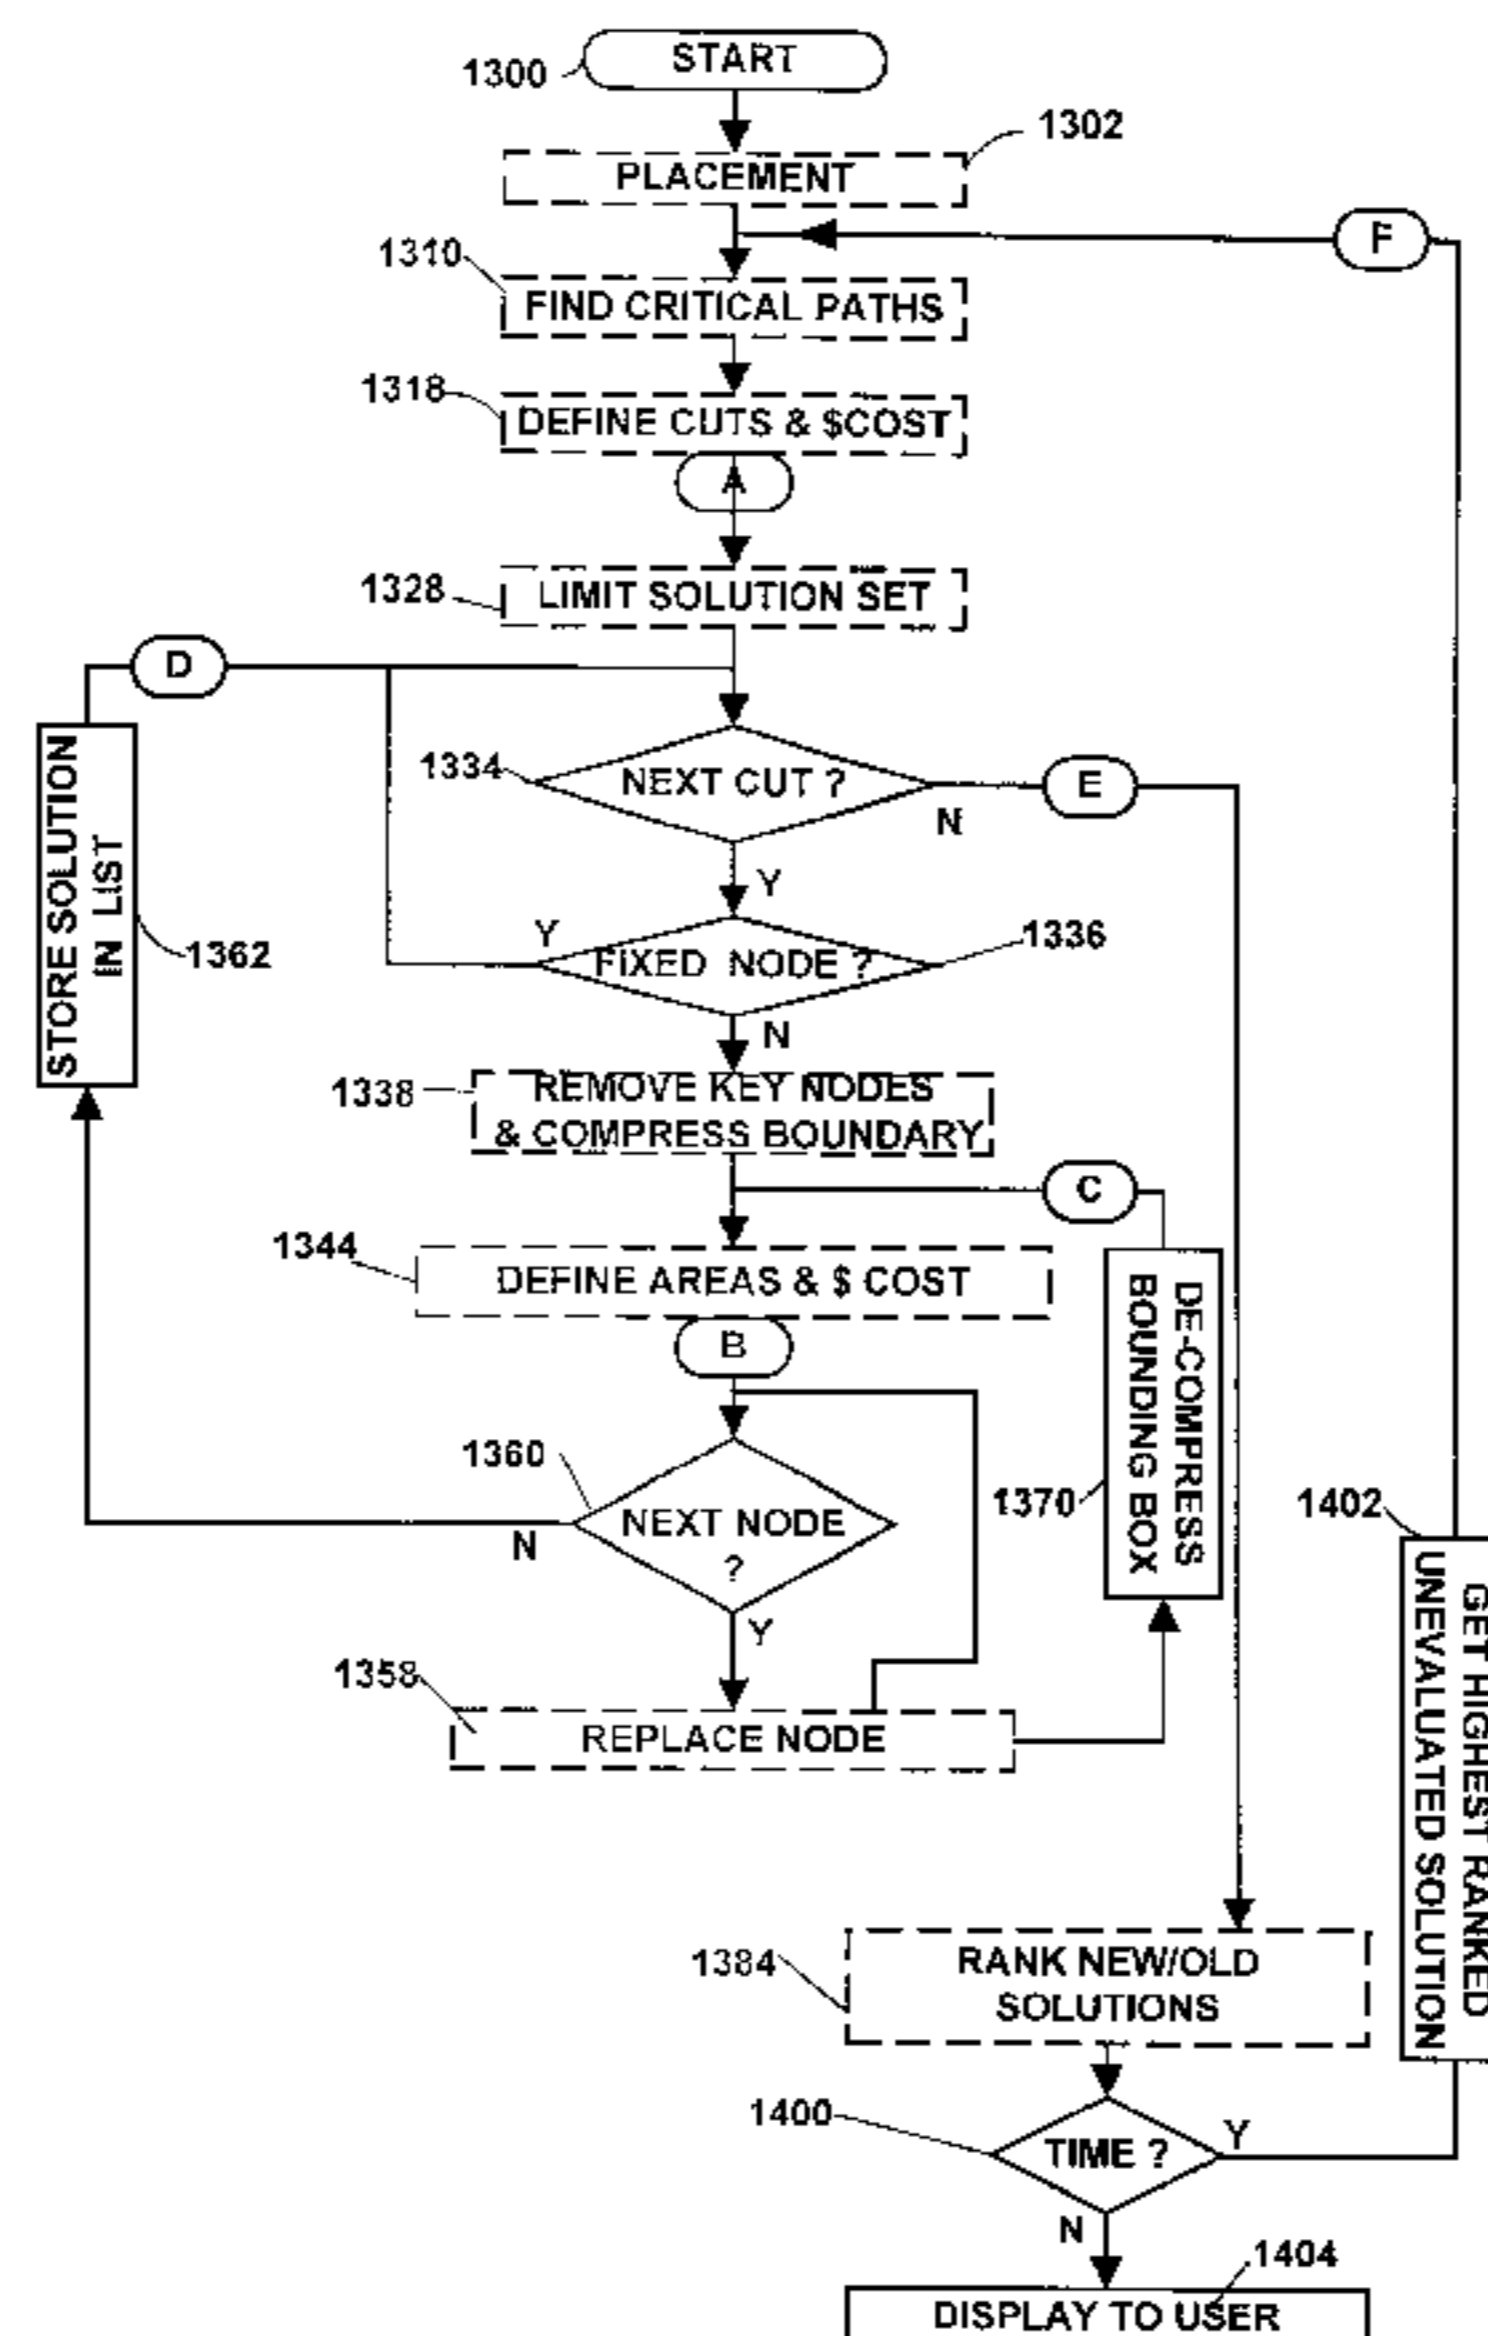 START
1300
1302
PLACEMENT
F
1310
FIND CRITICAL PATHS
1318
DEFINE CUTS & $COST
A
1328
LIMIT SOLUTION SET
D
1334
NEXT CUT ?
E
N
Y
STORE SOLUTION
IN LIST
1362
Y
1336
FIXED NODE ?
N
1338
REMOVE KEY NODES
& COMPRESS BOUNDARY
C
1344
DEFINE AREAS & $ COST
B
DE-COMPRESS
BOUNDING BOX
1370
1360
NEXT NODE
?
N
Y
1402
GET HIGHEST RANKED
UNEVALUATED SOLUTION
1358
REPLACE NODE
1384
RANK NEW/OLD
SOLUTIONS
1400
TIME ?
Y
N
1404
DISPLAY TO USER